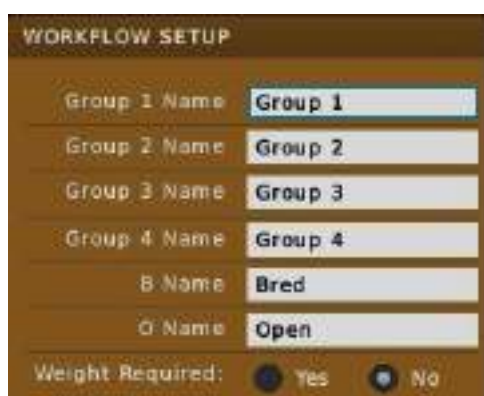 WORKFLOW SETUP
Group 1 Name Group 1
Group 2 Name Group 2
Group 3 Name Group 3
Group 4 Name Group 4
B Name Bred
O Name Open
Weight Required: Yes No